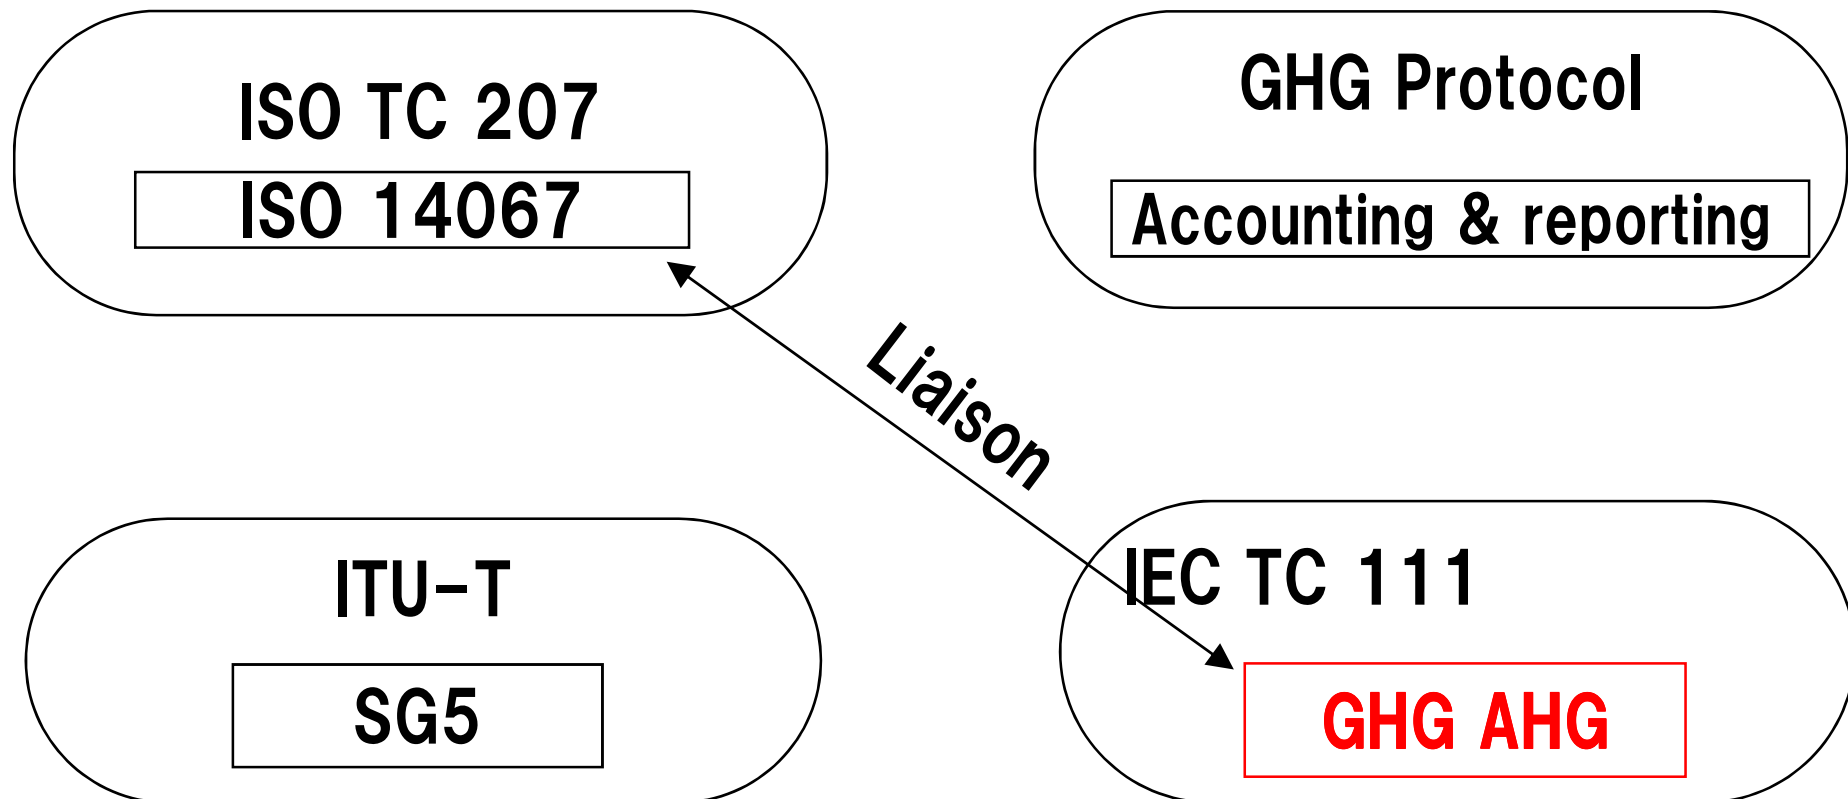 ISO TC 207
ISO 14067
GHG Protocol
Accounting & reporting
Liaison
ITU-T
SG5
IEC TC 111
GHG AHG